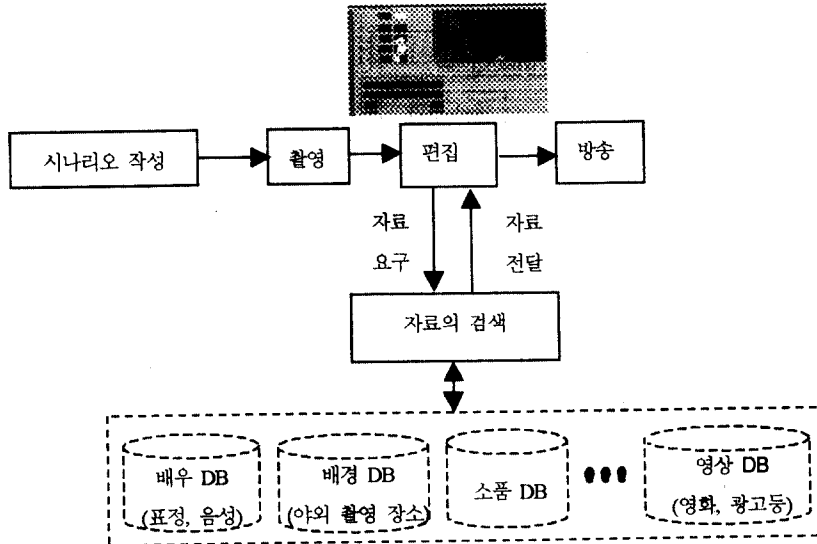 시나리오 작성
촬영
편집
방송
자료
요구
자료
전달
자료의 검색
배우 DB
(표정, 음성)
배경 DB
(야외 촬영 장소)
소품 DB
영상 DB
(영화, 광고등)